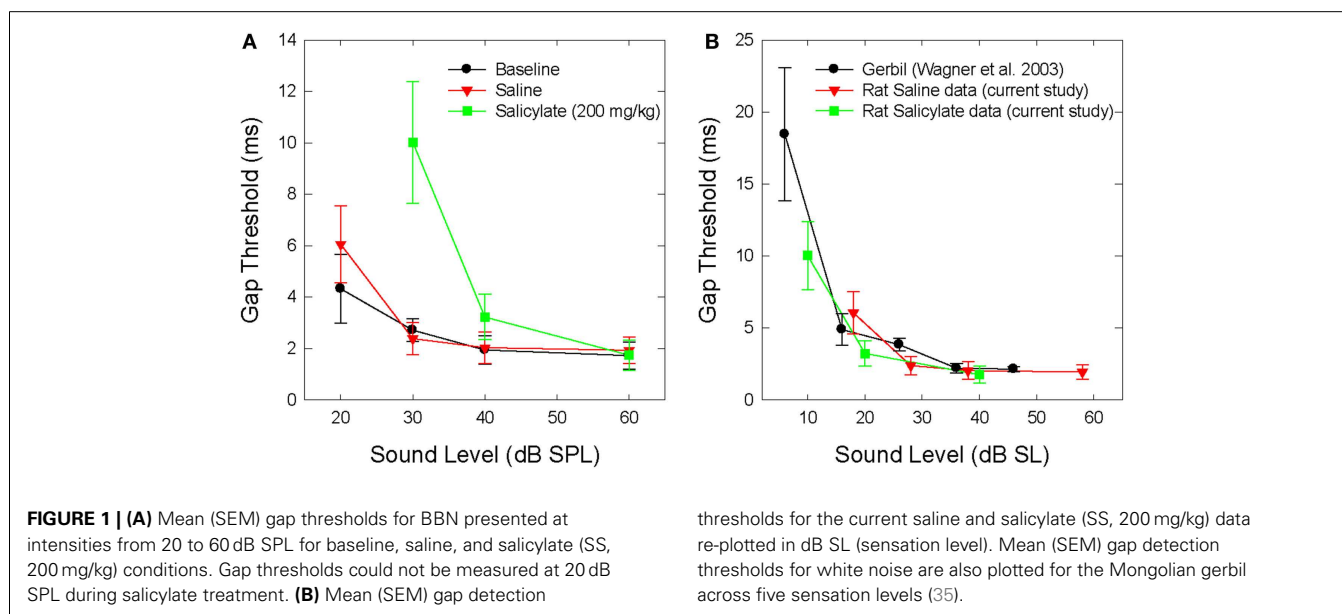 A
14
12
10
8
6
4
2
0
Gap Threshold (ms)
Baseline
Saline
Salicylate (200 mg/kg)
20 30 40 50 60
Sound Level (dB SPL)
B
25
20
15
10
5
0
Gap Threshold (ms)
Gerbil (Wagner et al. 2003)
Rat Saline data (current study)
Rat Salicylate data (current study)
10 20 30 40 50 60
Sound Level (dB SL)
FIGURE 1 | (A) Mean (SEM) gap thresholds for BBN presented at
intensities from 20 to 60 dB SPL for baseline, saline, and salicylate (SS,
200 mg/kg) conditions. Gap thresholds could not be measured at 20 dB
SPL during salicylate treatment. (B) Mean (SEM) gap detection
thresholds for the current saline and salicylate (SS, 200 mg/kg) data
re-plotted in dB SL (sensation level). Mean (SEM) gap detection
thresholds for white noise are also plotted for the Mongolian gerbil
across five sensation levels (35).